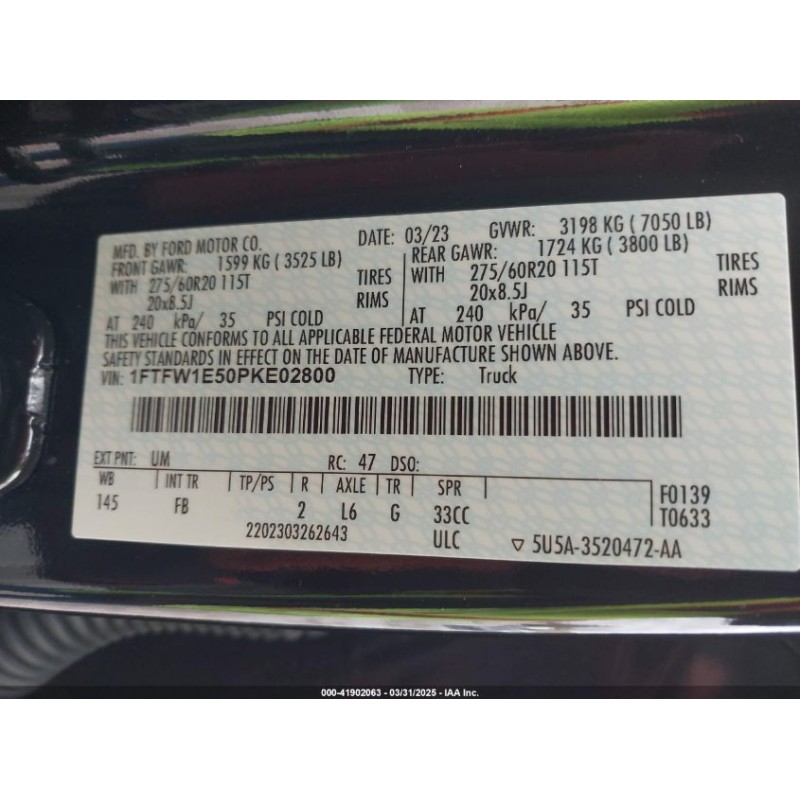 MFD. BY FORD MOTOR CO. DATE: 03/23 GVWR: 3198 KG ( 7050 LB)
FRONT GAWR: 1599 KG ( 3525 LB) REAR GAWR: 1724 KG ( 3800 LB)
WITH 275/60R20 115T TIRES WITH 275/60R20 115T TIRES
20x8.5J RIMS 20x8.5J RIMS
AT 240 kPa/ 35 PSI COLD AT 240 kPa/ 35 PSI COLD
THIS VEHICLE CONFORMS TO ALL APPLICABLE FEDERAL MOTOR VEHICLE
SAFETY STANDARDS IN EFFECT ON THE DATE OF MANUFACTURE SHOWN ABOVE.
VIN: 1FTFW1E50PKE02800 TYPE: Truck
EXT PNT: UM RC: 47 DSO:
WB INT TR TP/PS R AXLE TR SPR
145 FB 2 L6 G 33CC
F0139
T0633
2202303262643 ULC ▽ 5U5A-3520472-AA
000-41902063 - 03/31/2025 - IAA Inc.